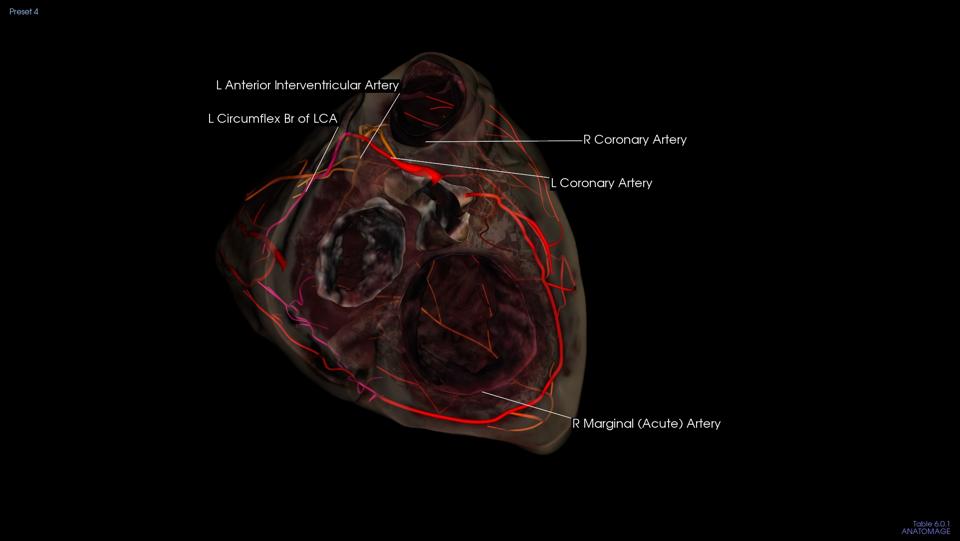 Preset 4
L Anterior Interventricular Artery
L Circumflex Br of LCA
R Coronary Artery
L Coronary Artery
R Marginal (Acute) Artery
Table 6.0.1
ANATOMAGE